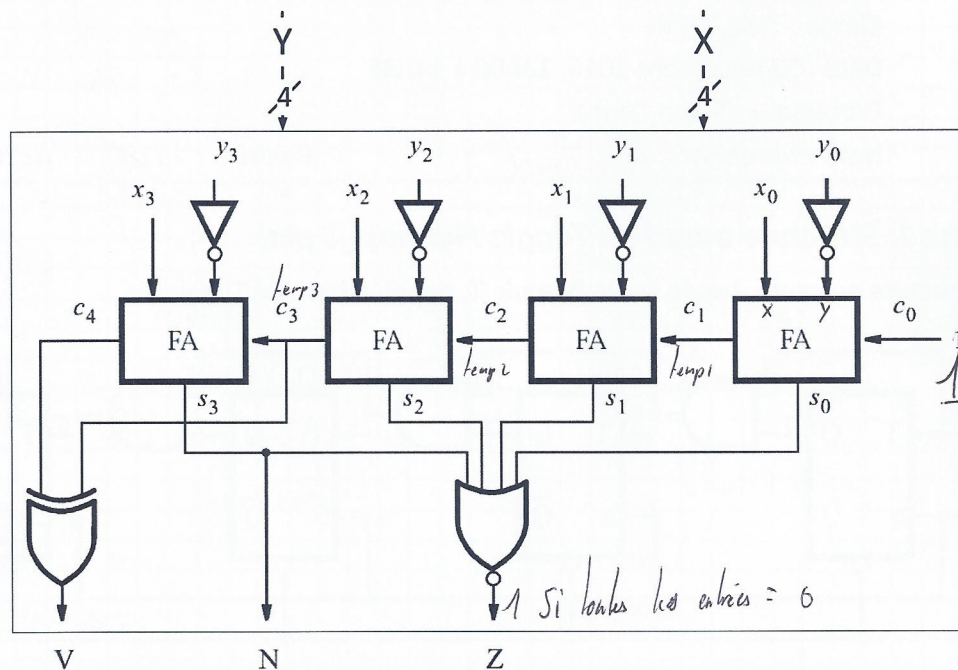 Y X
4 4
y3 y2 y1 y0
x3 x2 x1 x0
temp3
c4 c3 c2 c1 c0
x y
FA FA FA FA
temp2 temp1 1
s3 s2 s1 s0
1 Si toutes les entrées = 0
V N Z